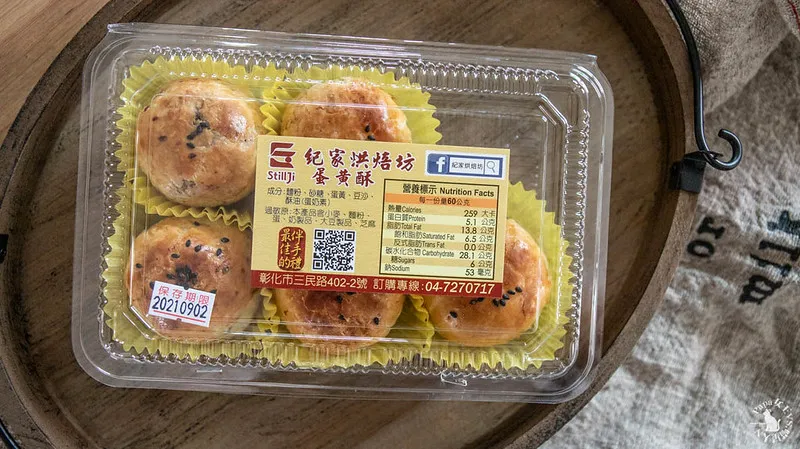 StillJi
紀家烘焙坊
蛋黃酥
f 紀家烘焙坊
成分:麵粉、砂糖、蛋黃、豆沙、
酥油(蛋奶素)
過敏原:本產品含小麥、麵粉、
蛋、奶製品、大豆製品、芝麻
伴手禮
最佳的
營養標示 Nutrition Facts
每一份量60公克
熱量Calories 259 大卡
蛋白質Protein 5.1 公克
脂肪Total Fat 13.8 公克
飽和脂肪Saturated Fat 6.5 公克
反式脂肪Trans Fat 0.0 公克
碳水化合物 Carbohydrate 28.1 公克
糖Sugars 6 公克
鈉Sodium 53 毫克
彰化市三民路402-2號 訂購專線:04-7270717
保存期限
20210902
or
milk